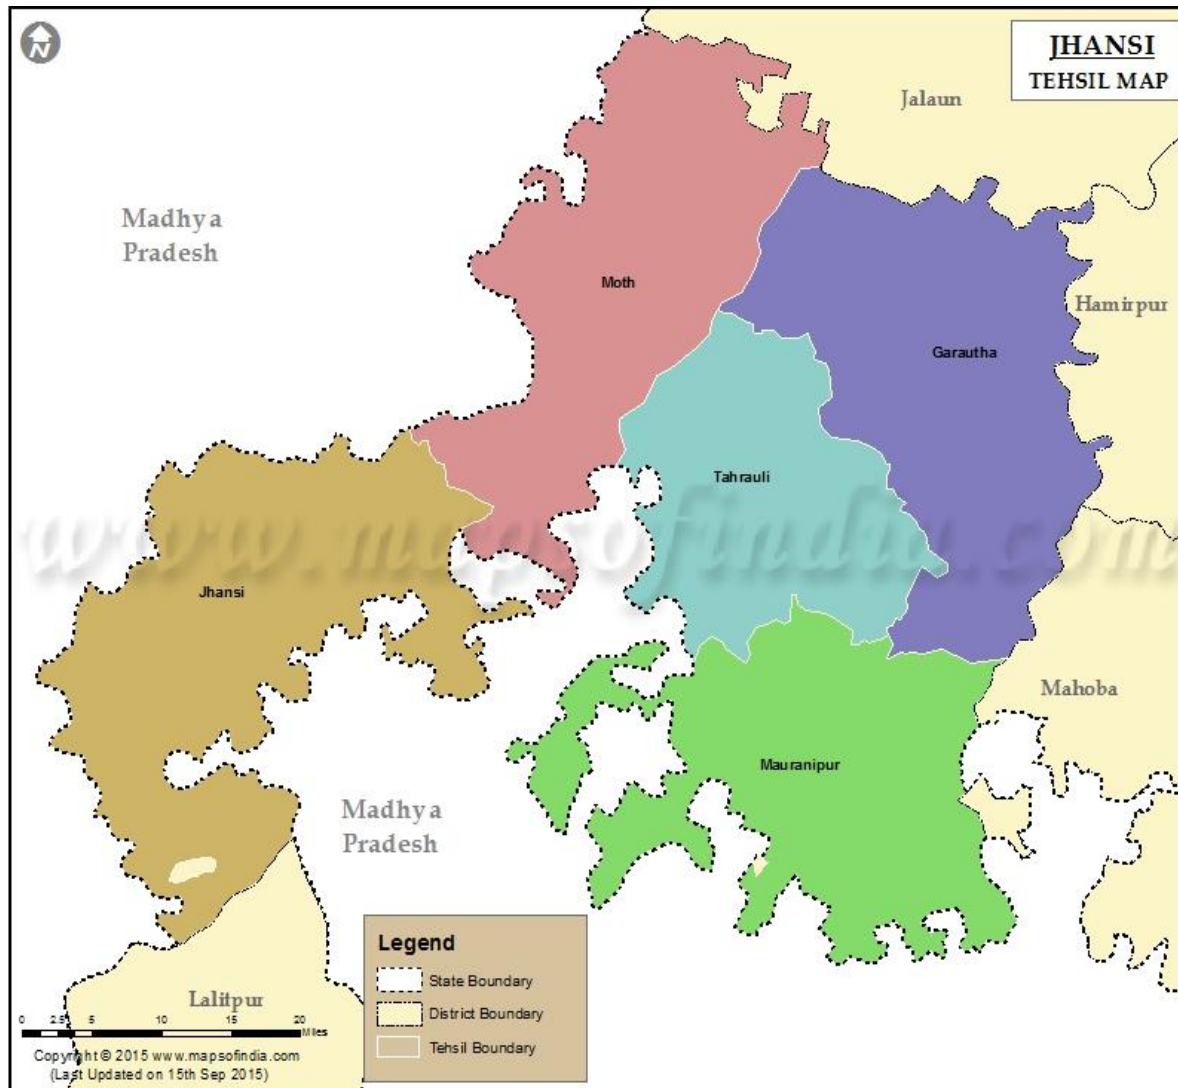 JHANSI
TEHSIL MAP
N
Jalaun
Madhya
Pradesh
Moth
Hamirpur
Garautha
Tahrauli
www.mapsofindia.com
Jhansi
Mahoba
Mauranipur
Madhya
Pradesh
Legend
State Boundary
District Boundary
Tehsil Boundary
Lalitpur
0 2.5 5 10 15 20
Miles
Copyright © 2015 www.mapsofindia.com
(Last Updated on 15th Sep 2015)